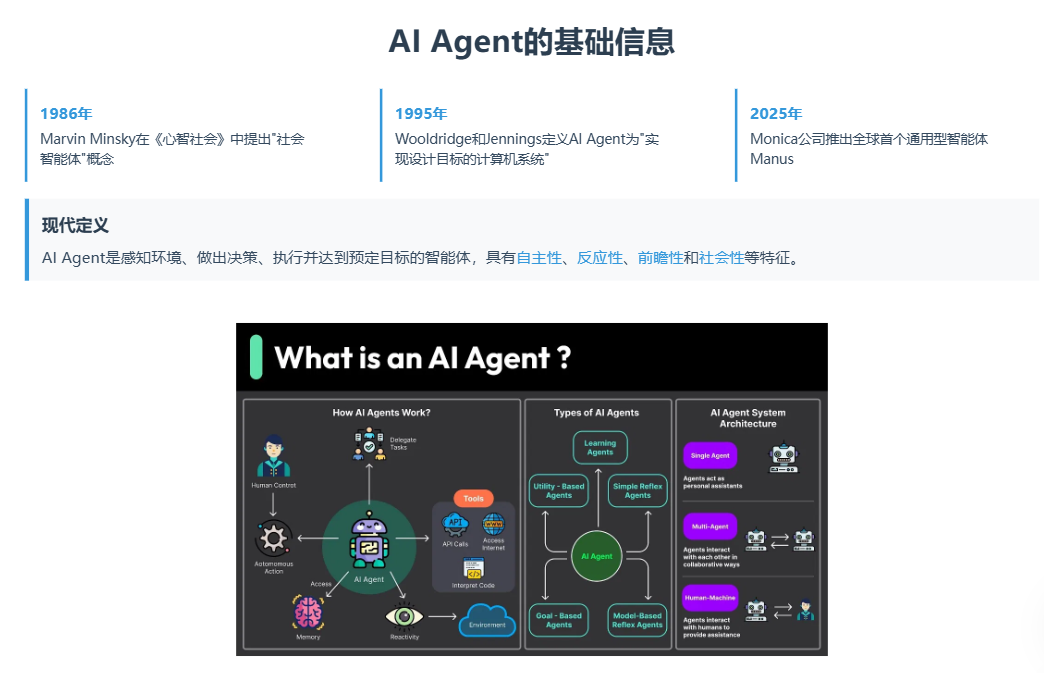 AI Agent的基础信息
1986年
Marvin Minsky在《心智社会》中提出"社会
智能体"概念
1995年
Wooldridge和Jennings定义AI Agent为"实
现设计目标的计算机系统"
2025年
Monica公司推出全球首个通用型智能体
Manus
现代定义
AI Agent是感知环境、做出决策、执行并达到预定目标的智能体，具有自主性、反应性、前瞻性和社会性等特征。
What is an AI Agent ?
How AI Agents Work?
Delegate
Tasks
Human Control
Tools
API
API Calls
WWW
Access
Internet
Interpret Code
Autonomous
Action
AI Agent
Access
Memory
Reactivity
Environment
Types of AI Agents
Learning
Agents
Utility - Based
Agents
Simple Reflex
Agents
AI Agent
Goal - Based
Agents
Model-Based
Reflex Agents
AI Agent System
Architecture
Single Agent
Agents act as
personal assistants
Multi-Agent
Agents interact
with each other in
collaborative ways
Human-Machine
Agents interact
with humans to
provide assistance